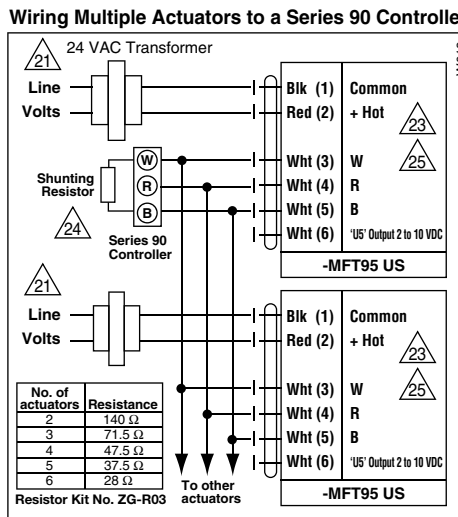 Wiring Multiple Actuators to a Series 90 Controlle
21
24 VAC Transformer
Line
Volts
Blk (1) Common
Red (2) + Hot
23
Wht (3) W
25
Wht (4) R
Wht (5) B
Wht (6) 'U5' Output 2 to 10 VDC
-MFT95 US
Shunting
Resistor
W
R
B
24
Series 90
Controller
21
Line
Volts
Blk (1) Common
Red (2) + Hot
23
Wht (3) W
25
Wht (4) R
Wht (5) B
Wht (6) 'U5' Output 2 to 10 VDC
-MFT95 US
No. of actuators Resistance
2 140 Ω
3 71.5 Ω
4 47.5 Ω
5 37.5 Ω
6 28 Ω
Resistor Kit No. ZG-R03
To other
actuators